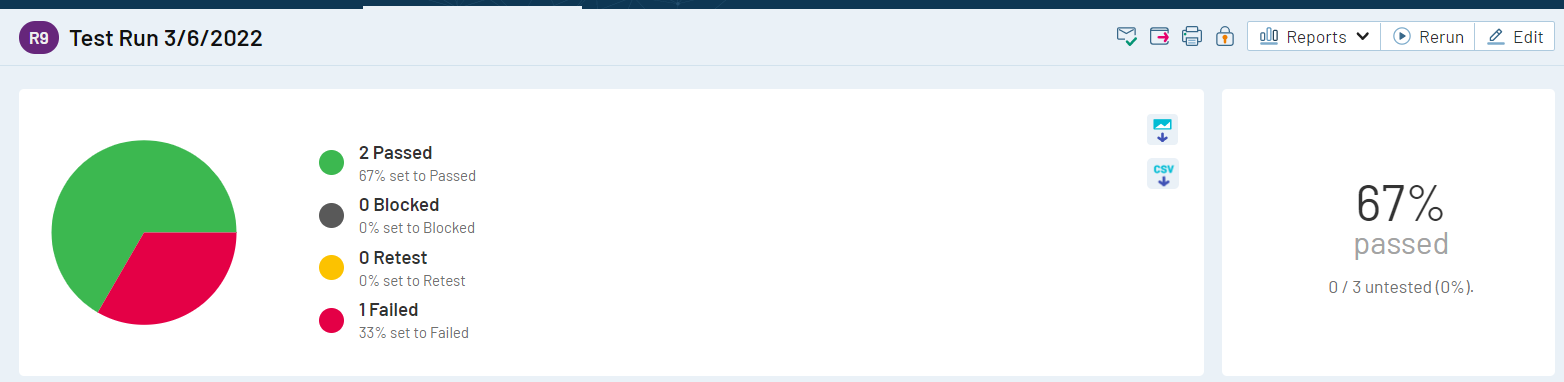 R9 Test Run 3/6/2022
Reports
Rerun
Edit
2 Passed
67% set to Passed
0 Blocked
0% set to Blocked
0 Retest
0% set to Retest
1 Failed
33% set to Failed
CSV
67%
passed
0 / 3 untested (0%).